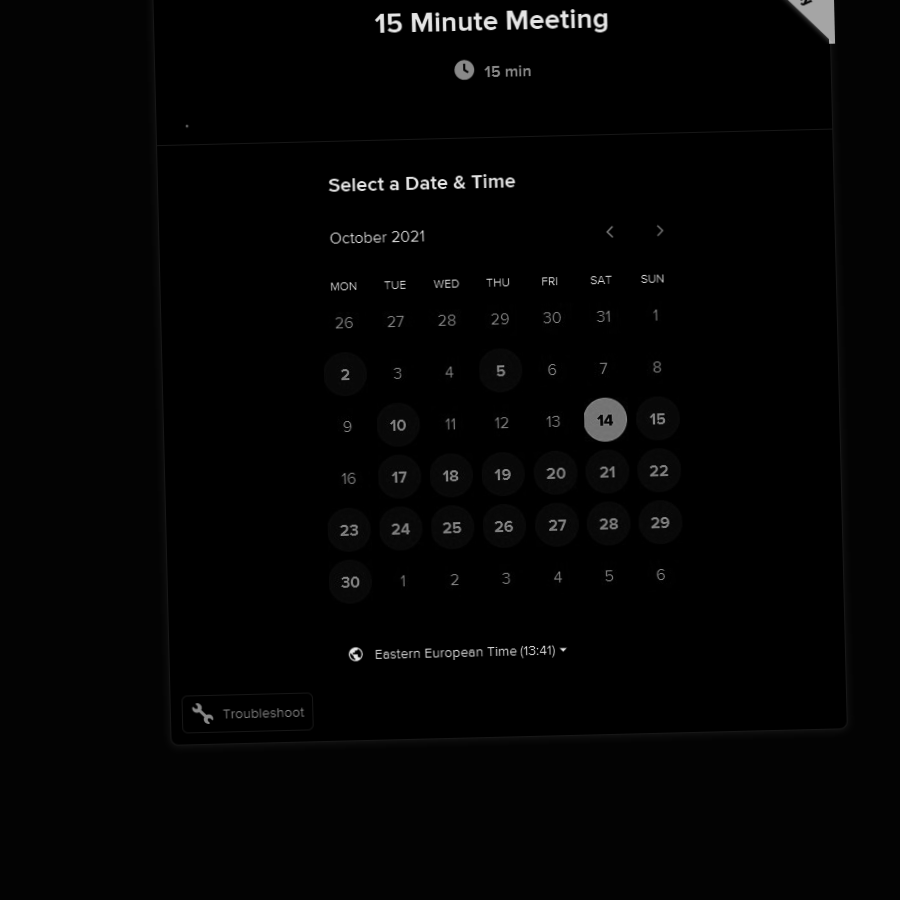 15 Minute Meeting
15 min
Select a Date & Time
October 2021
MON TUE WED THU FRI SAT SUN
26 27 28 29 30 31 1
2 3 4 5 6 7 8
9 10 11 12 13 14 15
16 17 18 19 20 21 22
23 24 25 26 27 28 29
30 1 2 3 4 5 6
Eastern European Time (13:41)
Troubleshoot